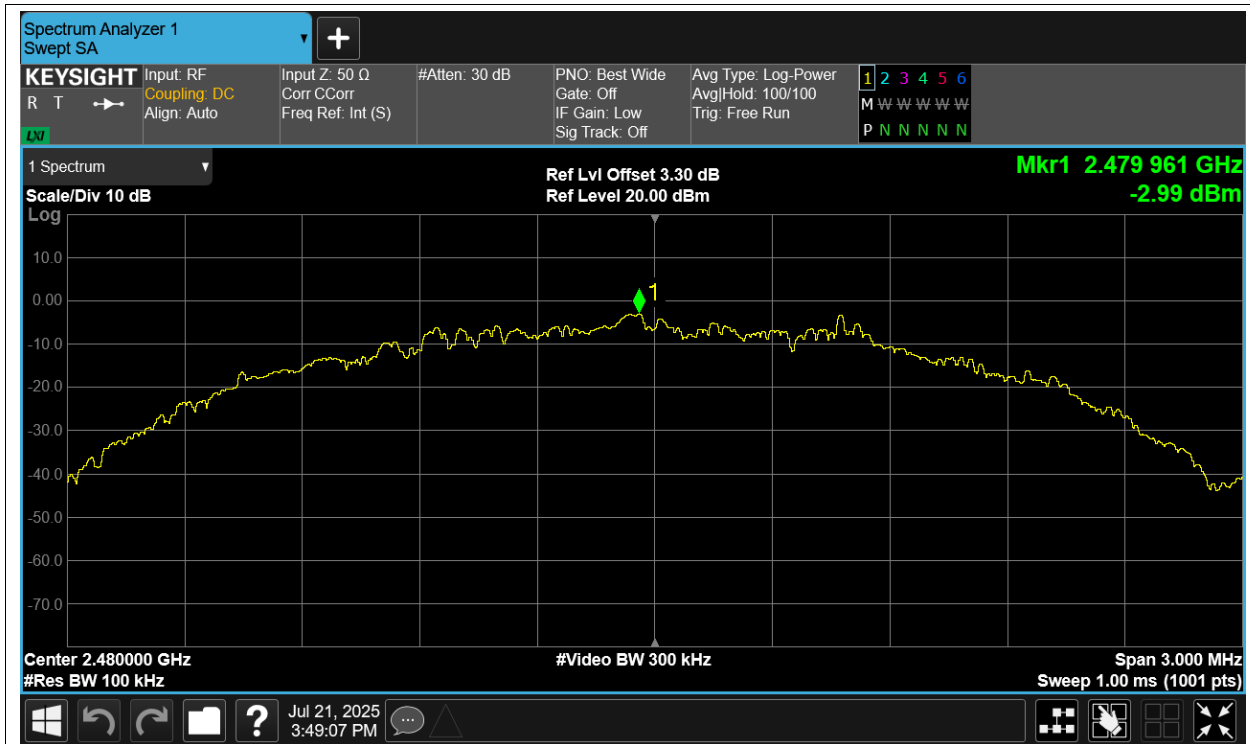 Spectrum Analyzer 1
Swept SA
+
KEYSIGHT
R T
LXI
Input: RF
Coupling: DC
Align: Auto
Input Z: 50 Ω
Corr CCorr
Freq Ref: Int (S)
#Atten: 30 dB
PNO: Best Wide
Gate: Off
IF Gain: Low
Sig Track: Off
Avg Type: Log-Power
Avg|Hold: 100/100
Trig: Free Run
1 2 3 4 5 6
M W W W W W
P N N N N N
1 Spectrum
Scale/Div 10 dB
Ref Lvl Offset 3.30 dB
Ref Level 20.00 dBm
Mkr1 2.479 961 GHz
-2.99 dBm
Log
10.0
0.00
-10.0
-20.0
-30.0
-40.0
-50.0
-60.0
-70.0
1
Center 2.480000 GHz
#Res BW 100 kHz
#Video BW 300 kHz
Span 3.000 MHz
Sweep 1.00 ms (1001 pts)
?
Jul 21, 2025
3:49:07 PM